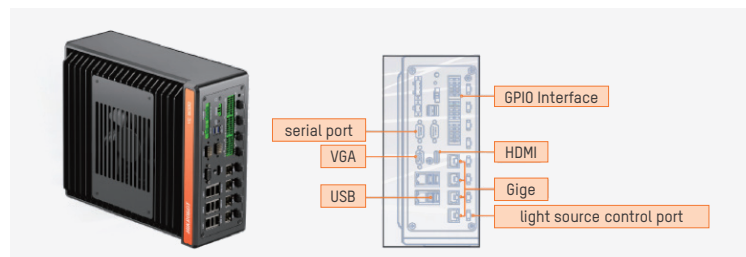 GPIO Interface
serial port
VGA
HDMI
USB
Gige
light source control port